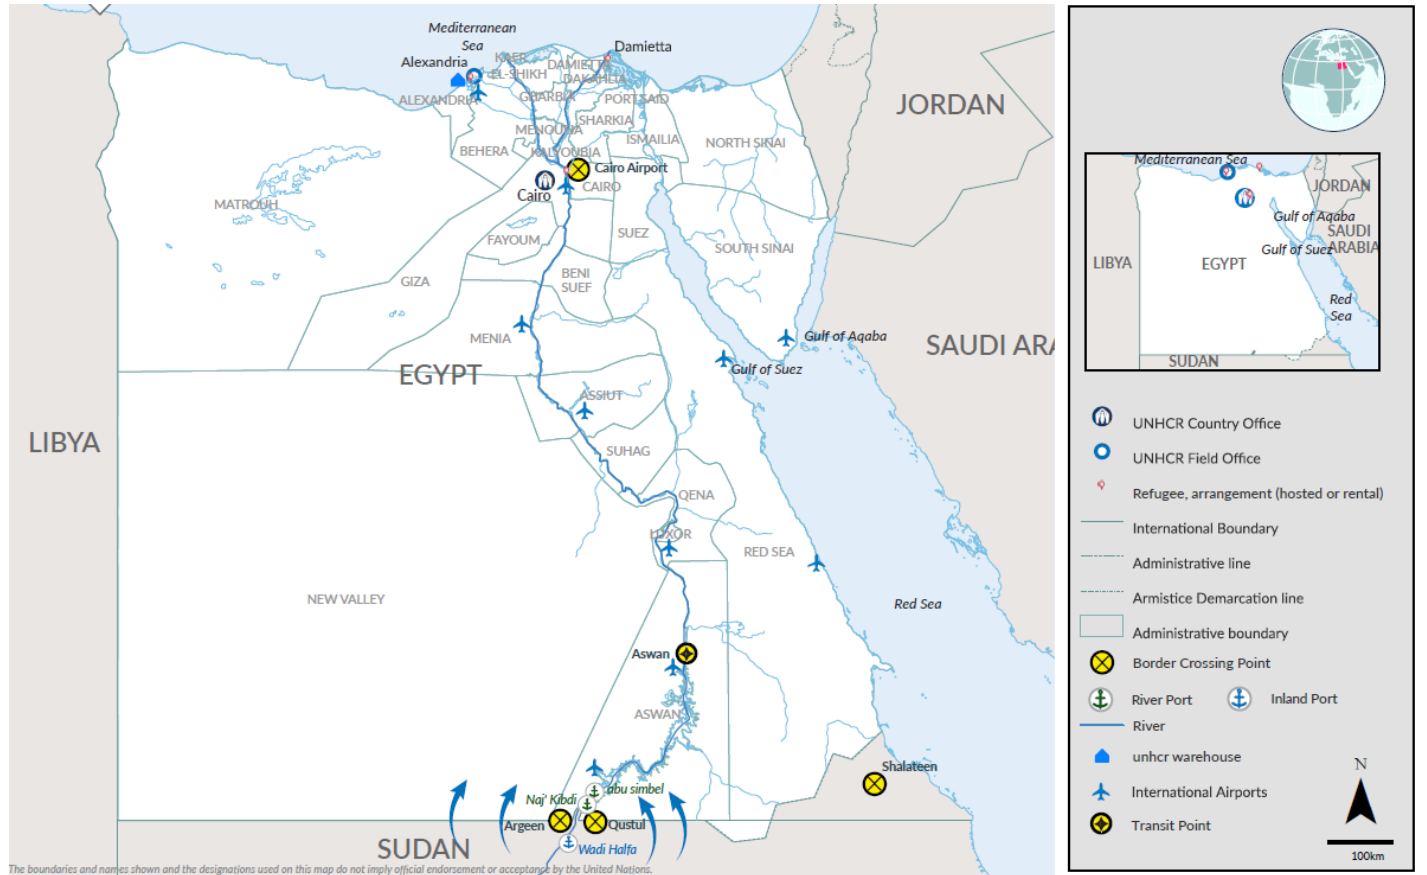 Mediterranean
Sea
Alexandria
Damietta
KAFR
EL-SHIKH
DAMIETTA
DAKAHLIA
ALEXANDRIA
GHARBIA
PORT SAID
SHARKIA
MENOUFIA
ISMAILIA
NORTH SINAI
BEHERA
KALYOUBIA
Cairo Airport
CAIRO
Cairo
MATROUH
FAYOUM
SUEZ
SOUTH SINAI
GIZA
BENI
SUEF
MENIA
Gulf of Aqaba
Gulf of Suez
EGYPT
ASSIUT
LIBYA
SUHAG
QENA
LUXOR
RED SEA
NEW VALLEY
Red Sea
Aswan
ASWAN
Shalateen
abu simbel
Naj' Kibdi
Argeen
Qustul
SUDAN
Wadi Halfa
JORDAN
SAUDI ARA
The boundaries and names shown and the designations used on this map do not imply official endorsement or acceptance by the United Nations.
Mediterranean Sea
JORDAN
Gulf of Aqaba
SAUDI
ARABIA
Gulf of Suez
LIBYA
EGYPT
Red
Sea
SUDAN
UNHCR Country Office
UNHCR Field Office
Refugee, arrangement (hosted or rental)
International Boundary
Administrative line
Armistice Demarcation line
Administrative boundary
Border Crossing Point
River Port
Inland Port
River
unhcr warehouse
International Airports
Transit Point
N
100km